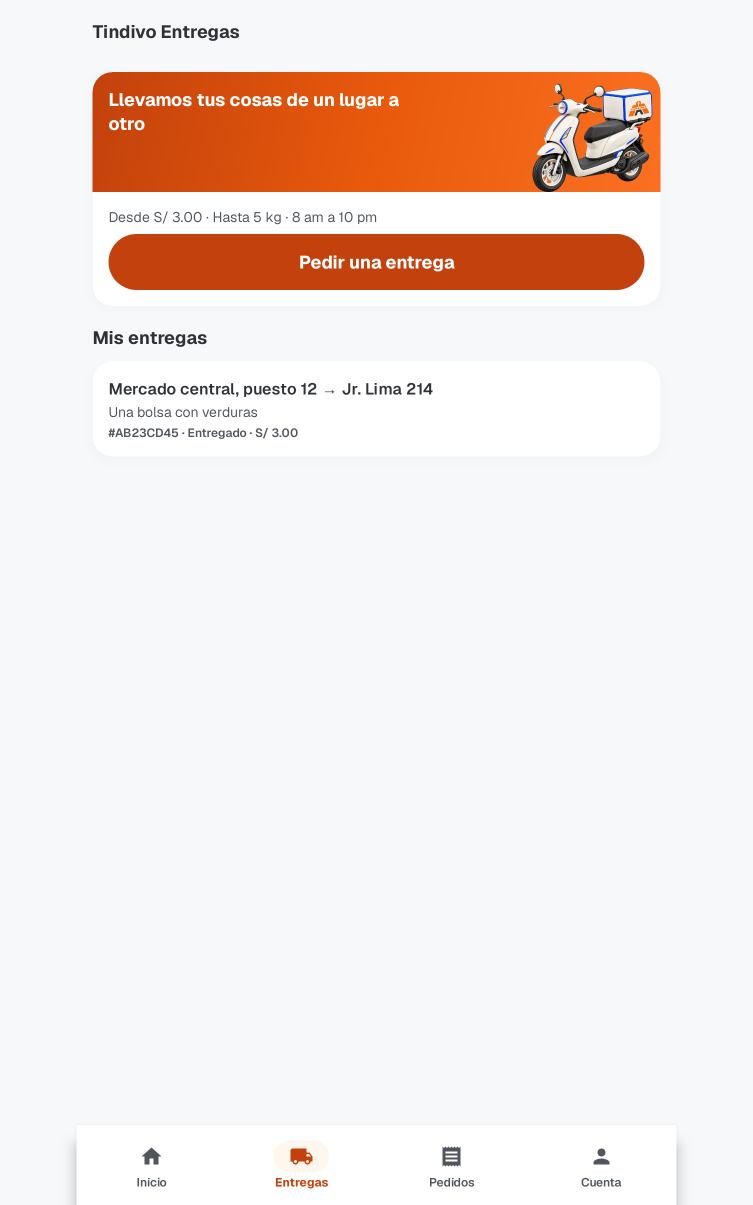 Tindivo Entregas
Llevamos tus cosas de un lugar a
otro
Desde S/ 3.00 · Hasta 5 kg · 8 am a 10 pm
Pedir una entrega
Mis entregas
Mercado central, puesto 12 → Jr. Lima 214
Una bolsa con verduras
#AB23CD45 · Entregado · S/ 3.00
Inicio
Entregas
Pedidos
Cuenta